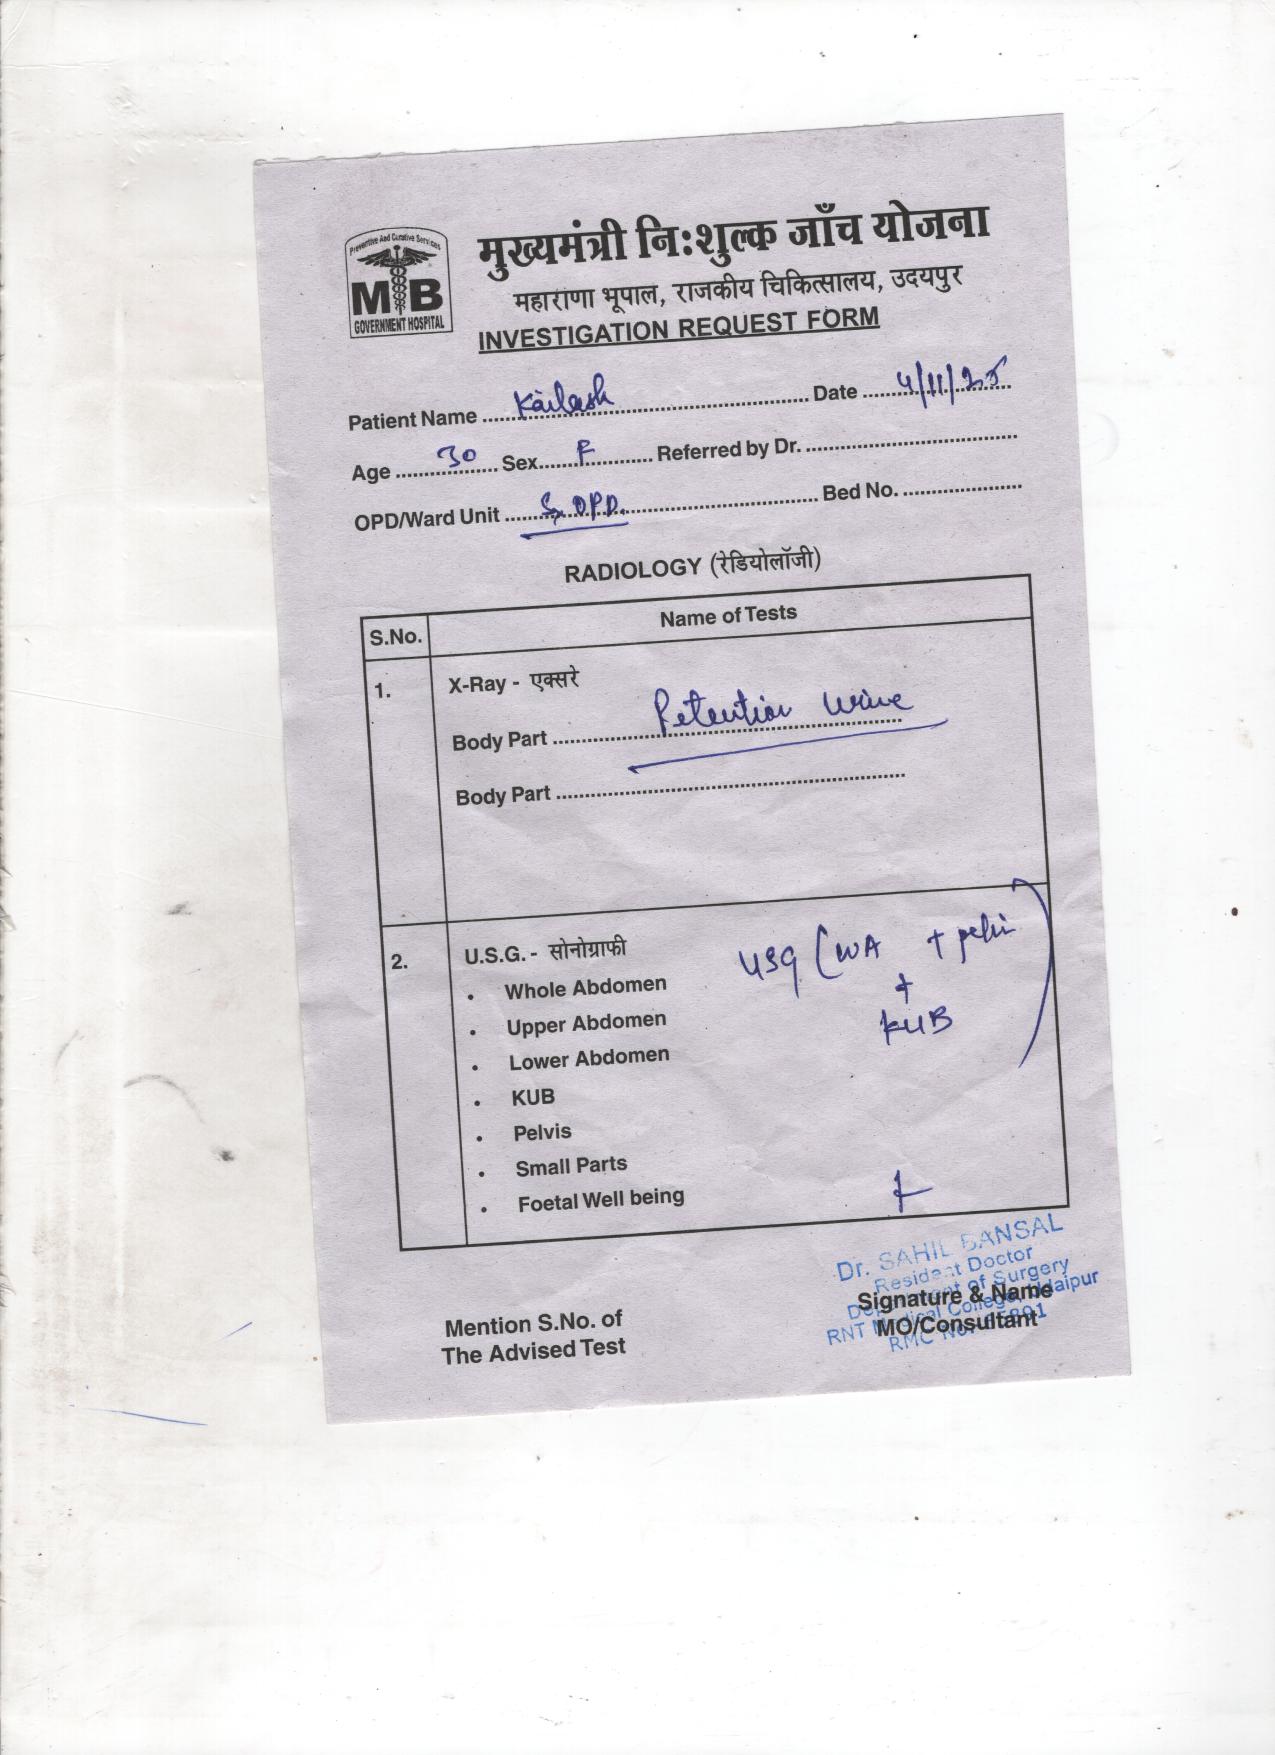 Preventive And Curative Services
MB
GOVERNMENT HOSPITAL
मुख्यमंत्री निःशुल्क जाँच योजना
महाराणा भूपाल, राजकीय चिकित्सालय, उदयपुर
INVESTIGATION REQUEST FORM
Patient Name Kailash Date 4/11/25
Age 30 Sex F Referred by Dr.
OPD/Ward Unit OPD. Bed No.
RADIOLOGY (रेडियोलॉजी)
S.No. Name of Tests
1. X-Ray - एक्सरे
Body Part Retention urine
Body Part
2. U.S.G. - सोनोग्राफी
USG (WA + pelvi
+
KUB )
• Whole Abdomen
• Upper Abdomen
• Lower Abdomen
• KUB
• Pelvis
• Small Parts
• Foetal Well being
Dr. SAHIL BANSAL
Resident Doctor
Department of Surgery
RNT Medical College, Udaipur
RMC No.
Signature & Name
MO/Consultant
Mention S.No. of
The Advised Test